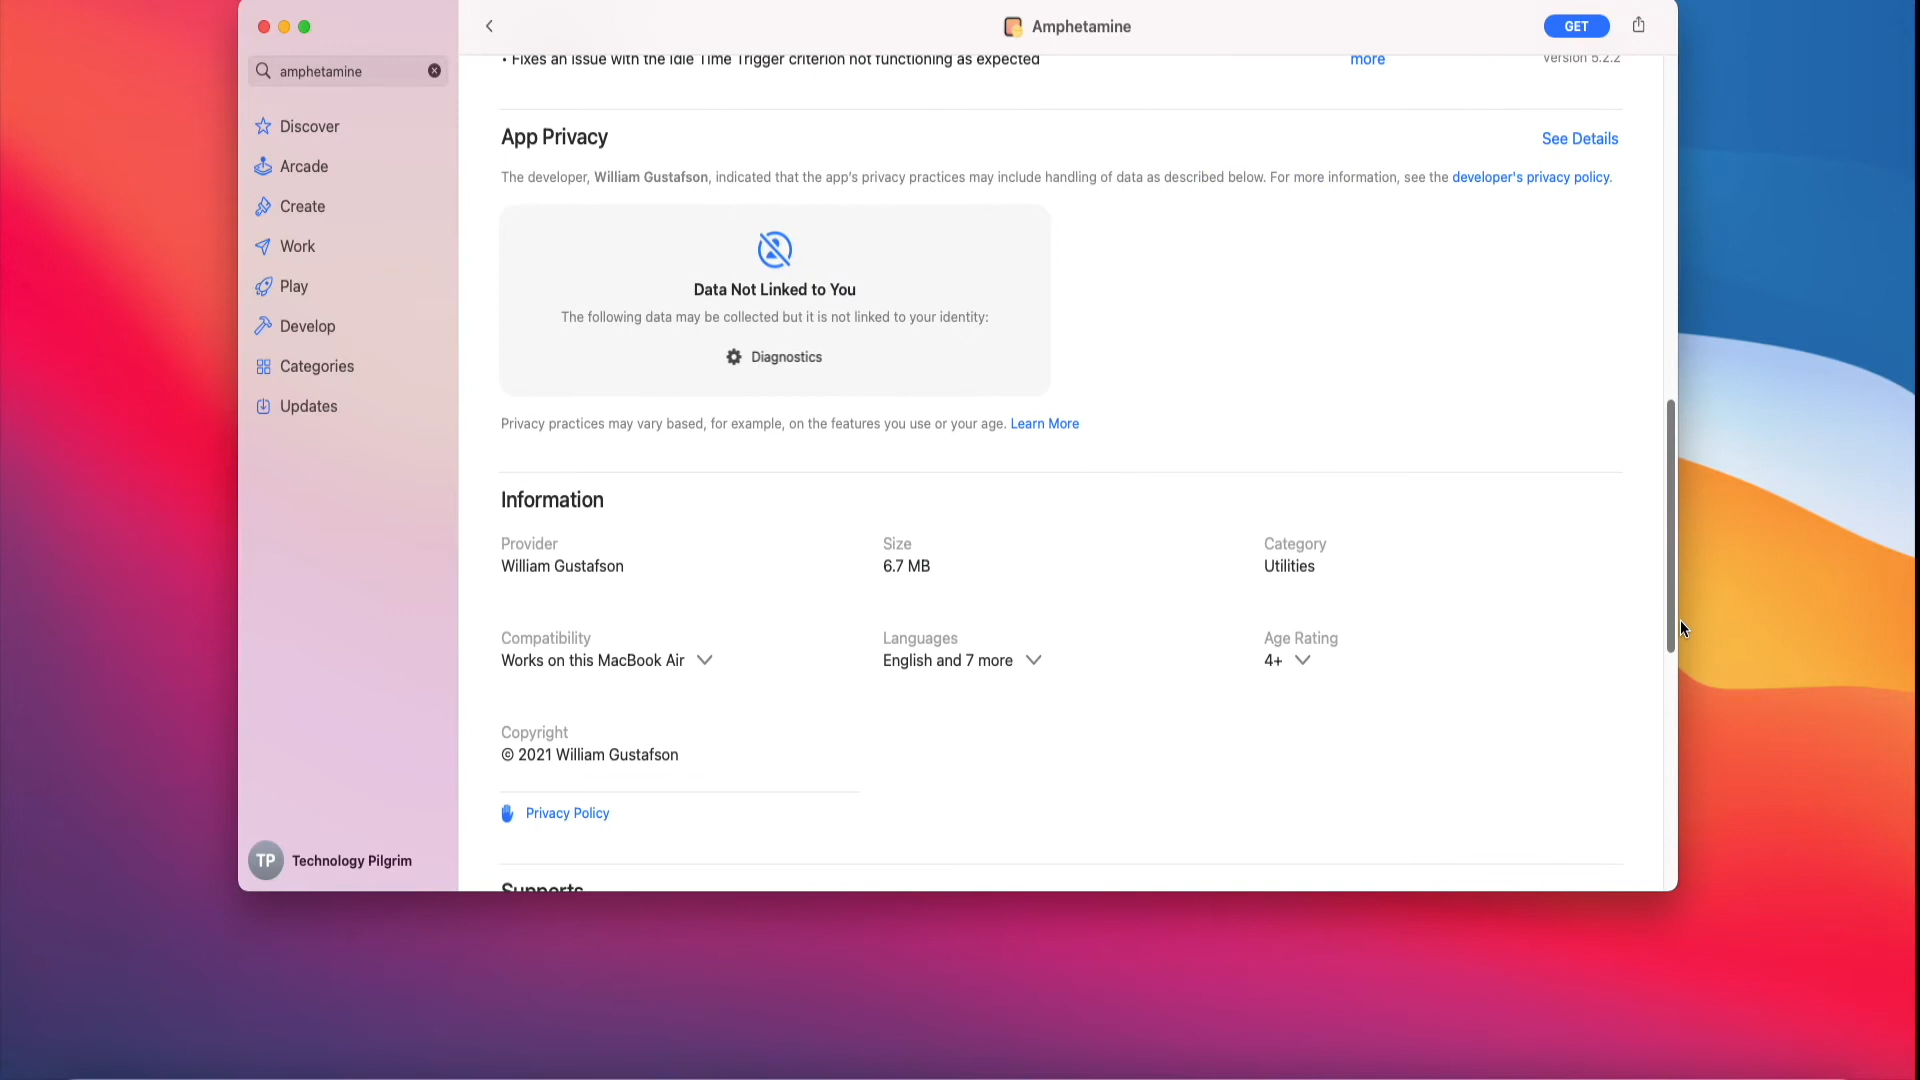 Amphetamine
GET
amphetamine
Discover
Arcade
Create
Work
Play
Develop
Categories
Updates
TP Technology Pilgrim
• Fixes an issue with the Idle Time Trigger criterion not functioning as expected
more
Version 5.2.2
App Privacy
See Details
The developer, William Gustafson, indicated that the app's privacy practices may include handling of data as described below. For more information, see the developer's privacy policy.
Data Not Linked to You
The following data may be collected but it is not linked to your identity:
Diagnostics
Privacy practices may vary based, for example, on the features you use or your age. Learn More
Information
Provider
William Gustafson
Size
6.7 MB
Category
Utilities
Compatibility
Works on this MacBook Air
Languages
English and 7 more
Age Rating
4+
Copyright
© 2021 William Gustafson
Privacy Policy
Supports